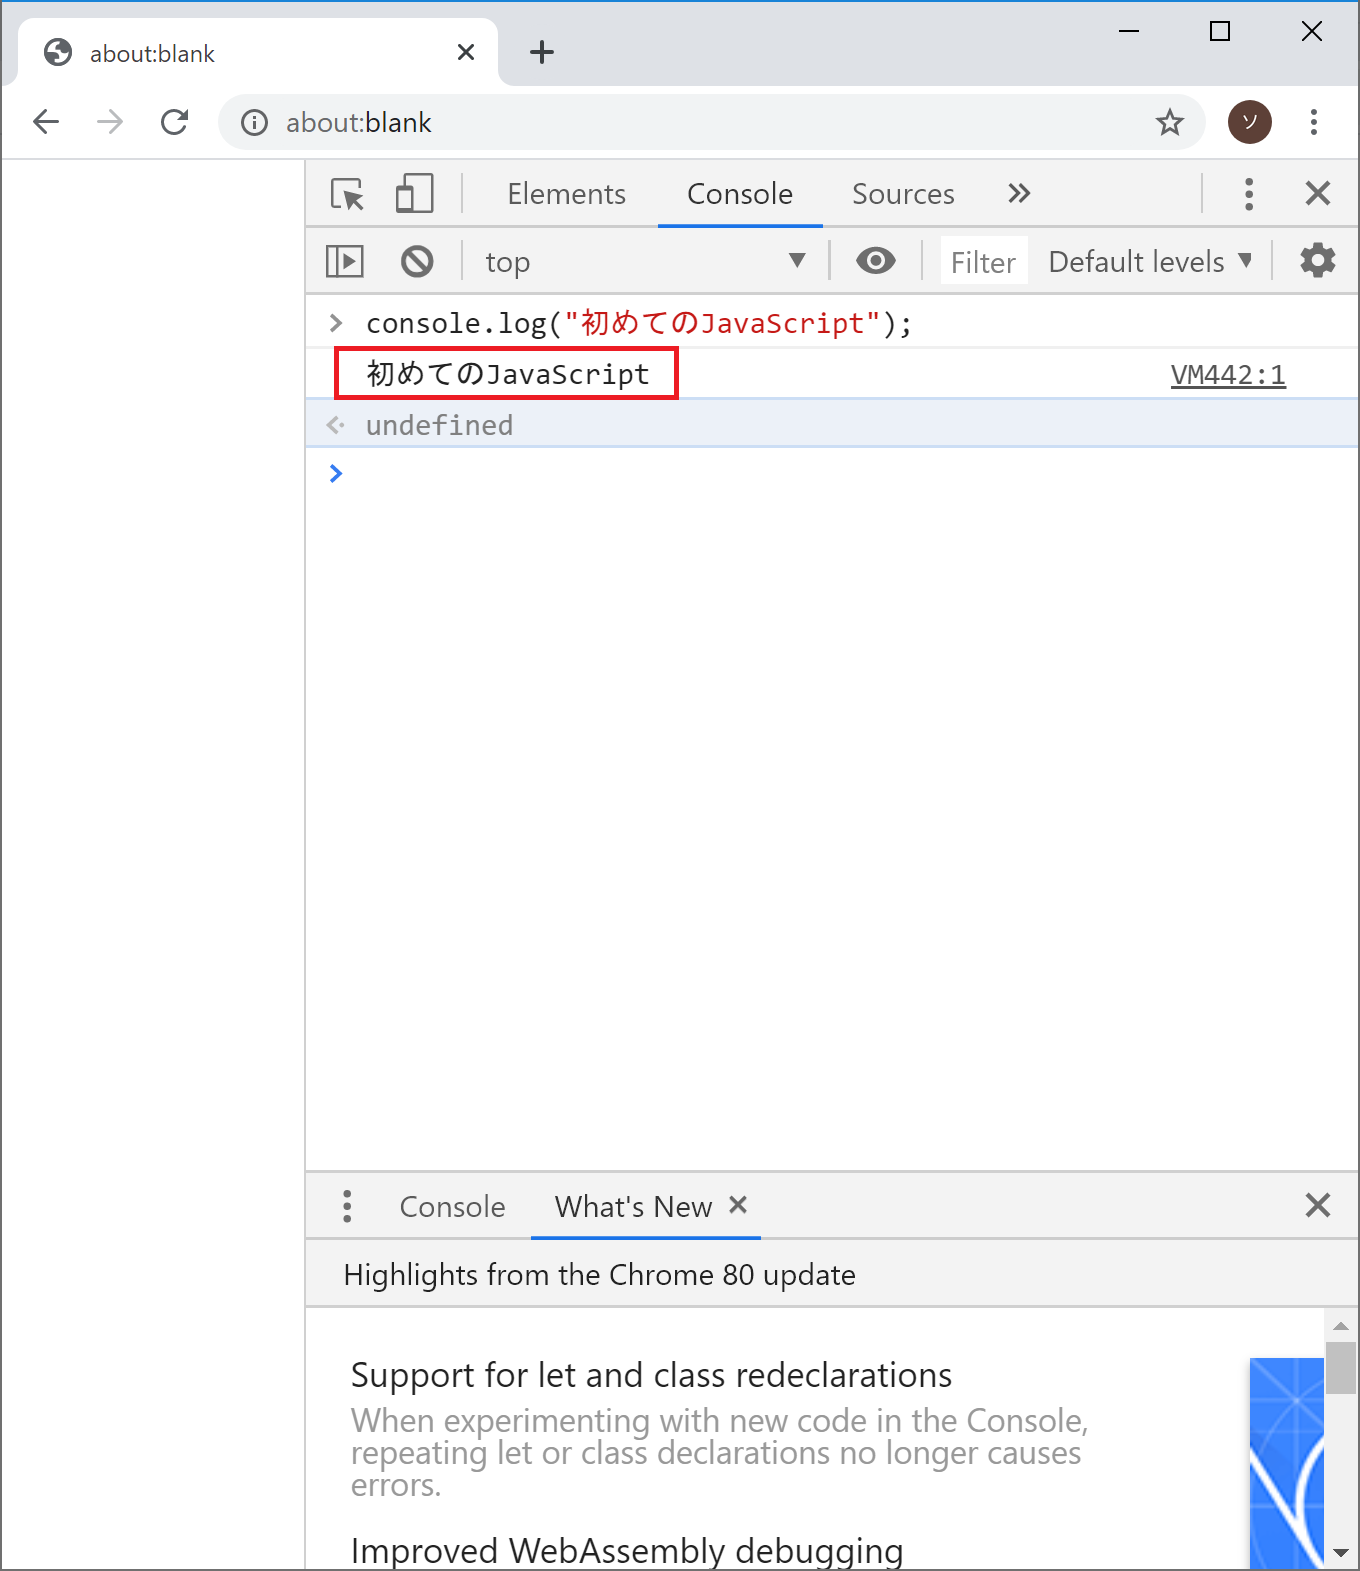 about:blank
about:blank
ソ
Elements Console Sources
top Filter Default levels
console.log("初めてのJavaScript");
初めてのJavaScript VM442:1
undefined
Console What's New
Highlights from the Chrome 80 update
Support for let and class redeclarations
When experimenting with new code in the Console,
repeating let or class declarations no longer causes
errors.
Improved WebAssembly debugging